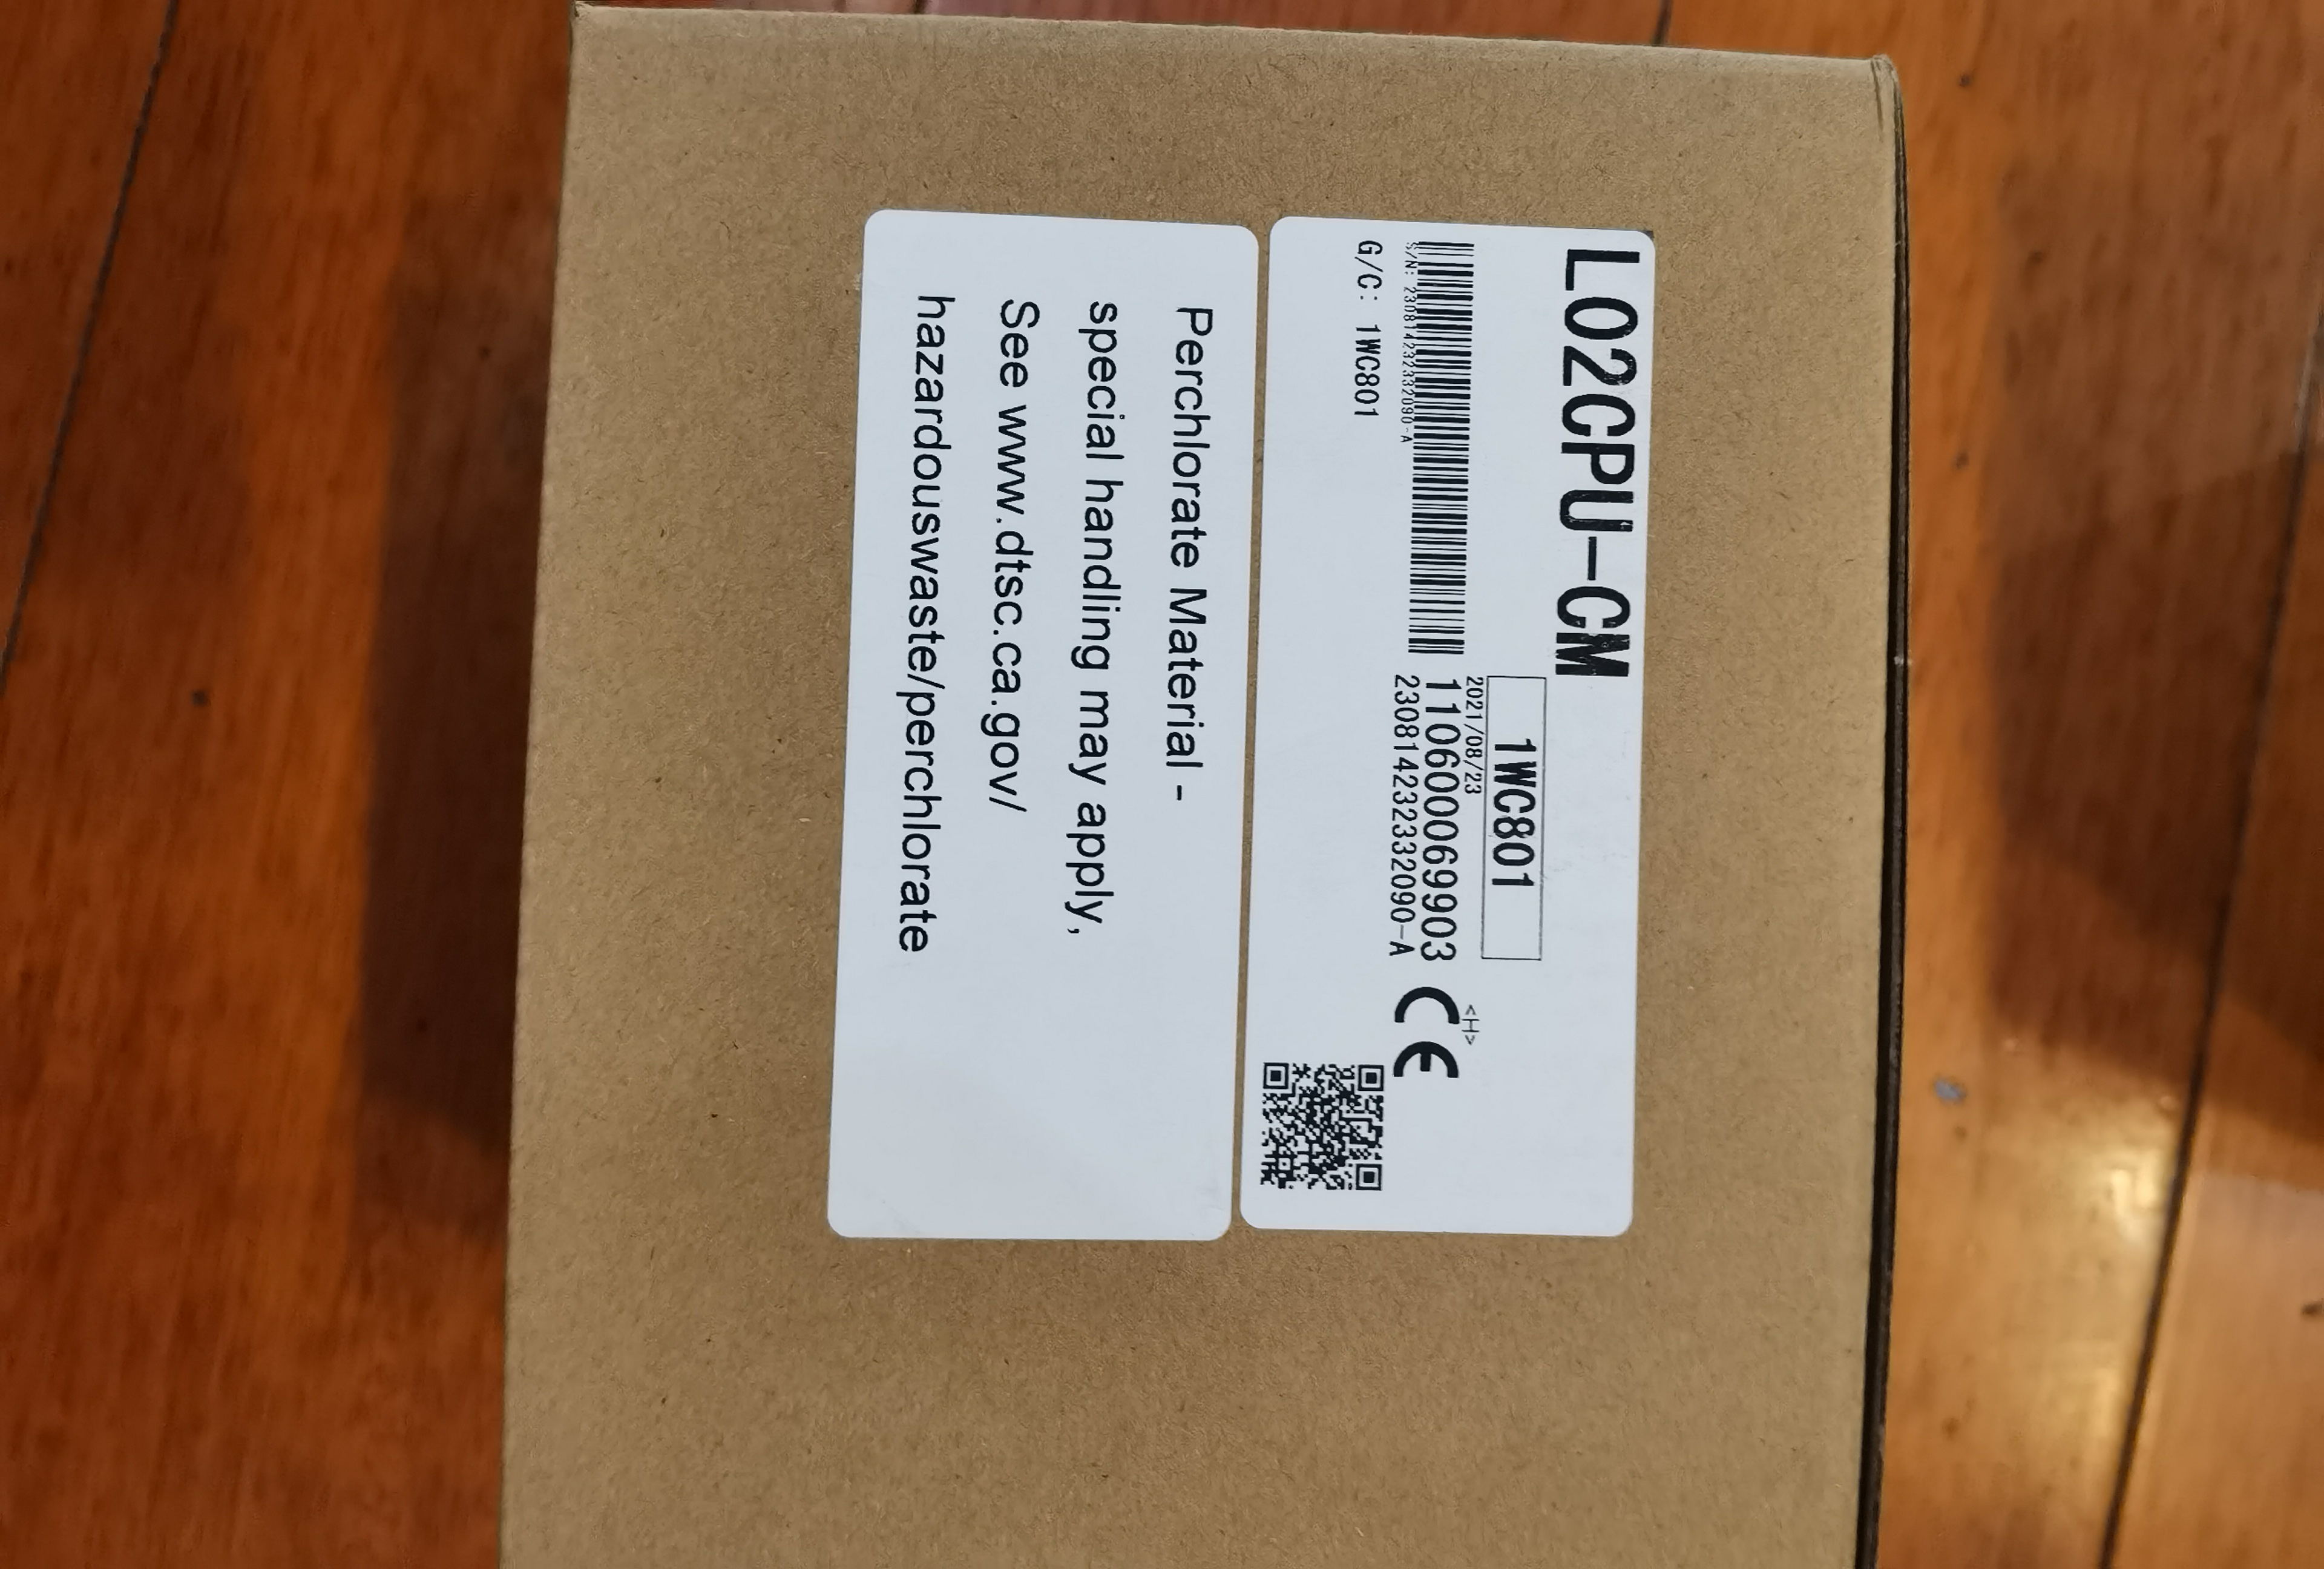 L02CPU-CM
1WC801
2021/08/23
<H>
1106000069903
230814232332090-A
CE
S/N: 230814232332090-A
G/C: 1WC801
Perchlorate Material -
special handling may apply,
See www.dtsc.ca.gov/
hazardouswaste/perchlorate